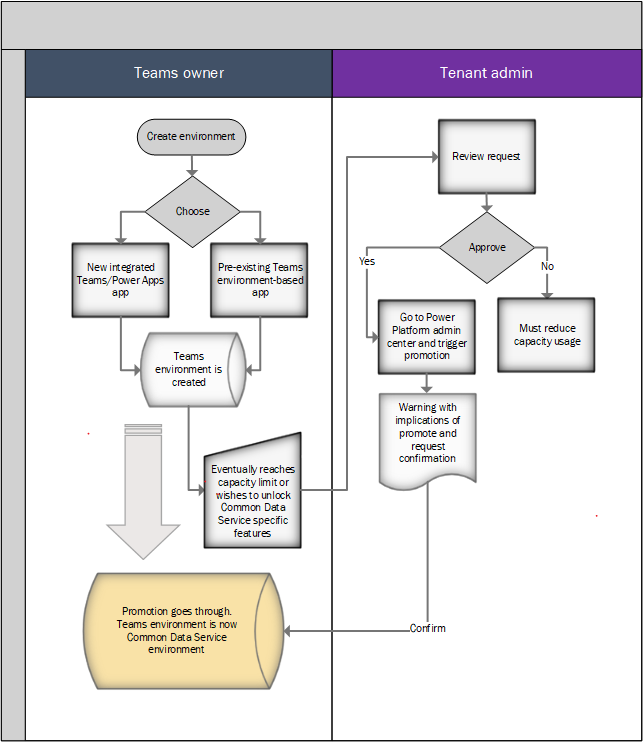 Teams owner
Tenant admin
Create environment
Choose
New integrated
Teams/Power Apps
app
Pre-existing Teams
environment-based
app
Teams
environment is
created
Eventually reaches
capacity limit or
wishes to unlock
Common Data
Service specific
features
Promotion goes through.
Teams environment is now
Common Data Service
environment
Review request
Approve
Yes
No
Go to Power
Platform admin
center and trigger
promotion
Must reduce
capacity usage
Warning with
implications of
promote and
request
confirmation
Confirm